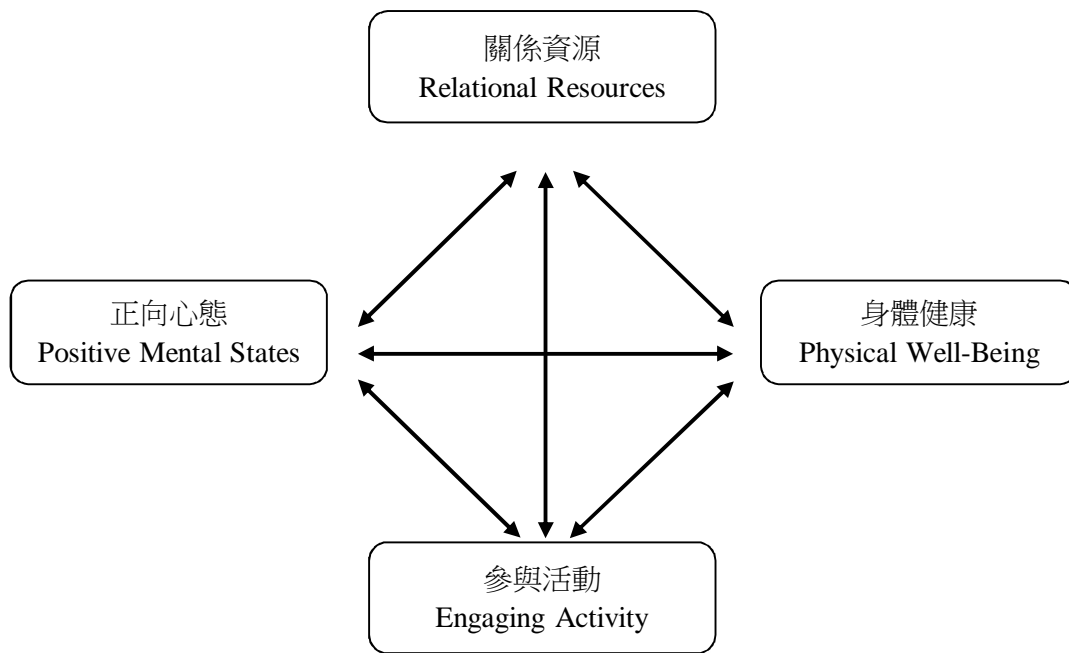 關係資源
Relational Resources
正向心態
Positive Mental States
身體健康
Physical Well-Being
參與活動
Engaging Activity